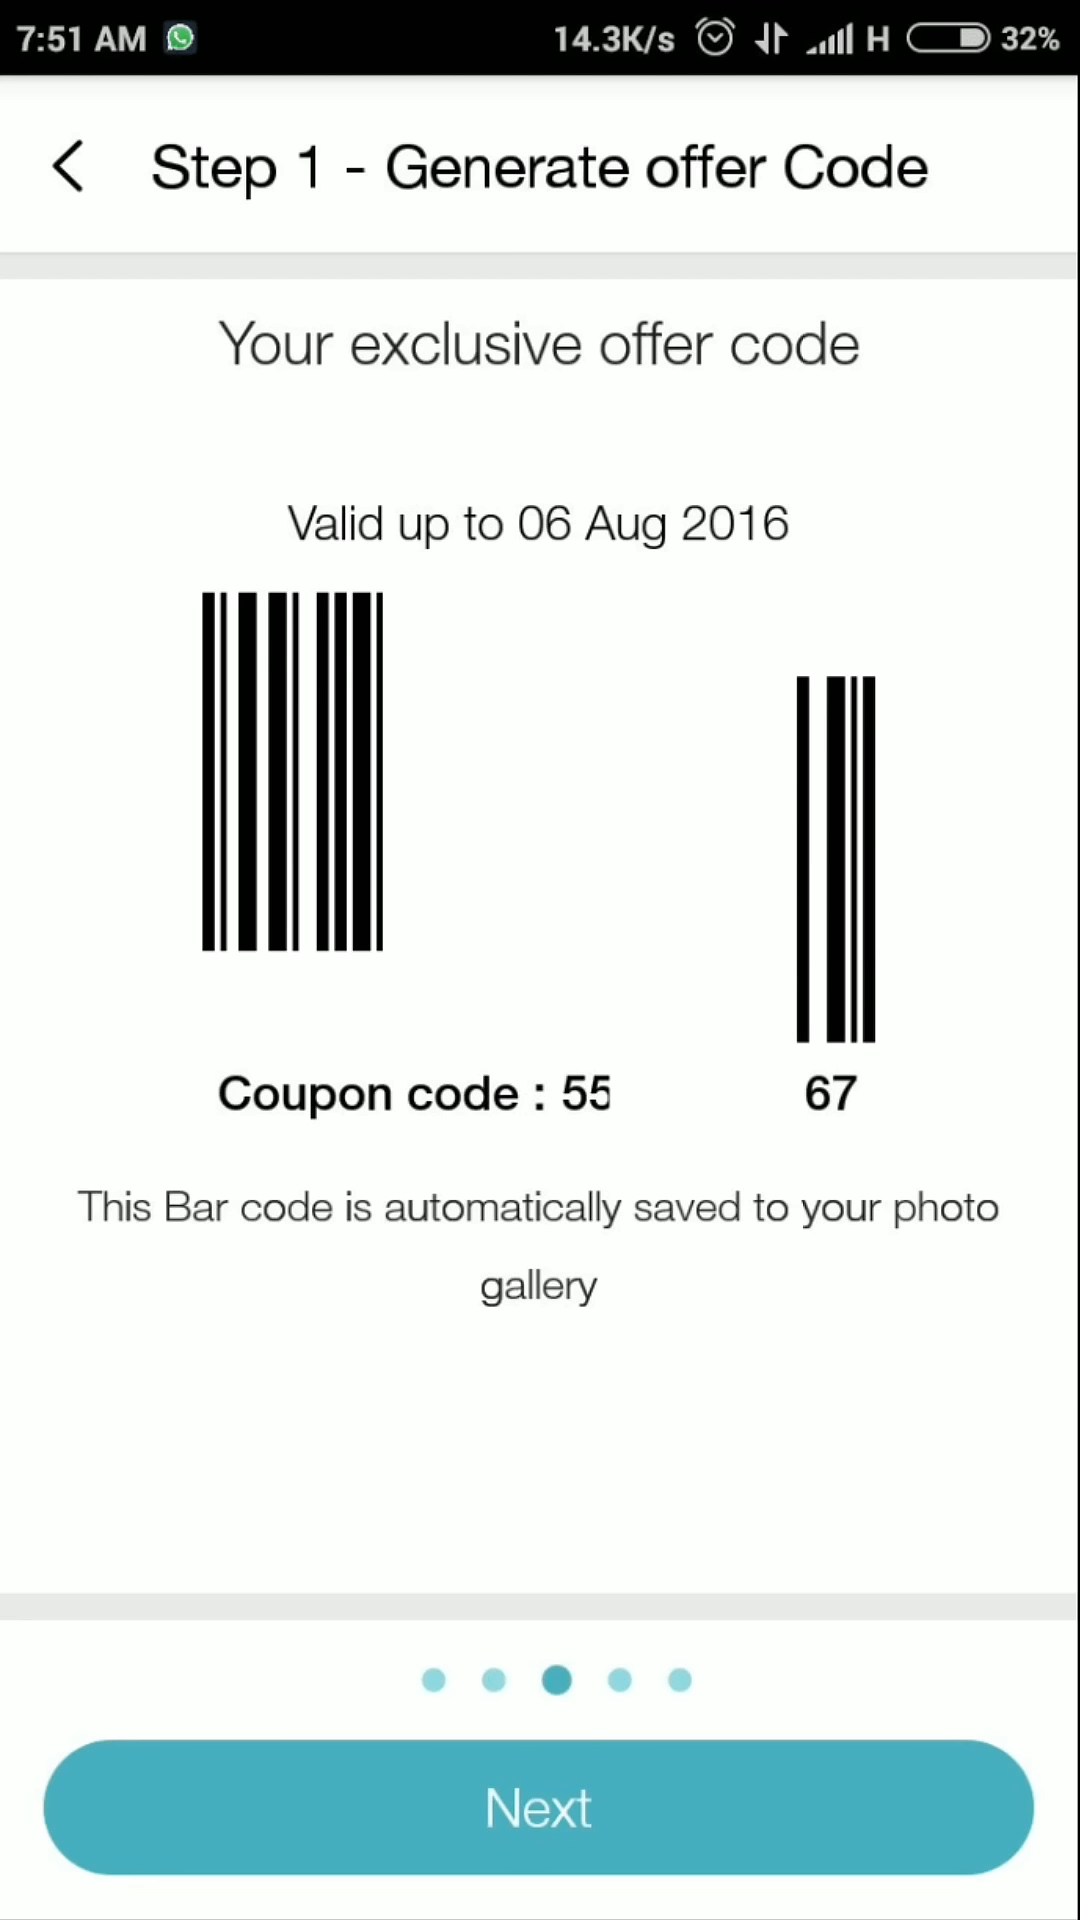 7:51 AM 14.3K/s H 32%
Step 1 - Generate offer Code
Your exclusive offer code
Valid up to 06 Aug 2016
Coupon code : 55 67
This Bar code is automatically saved to your photo
gallery
Next